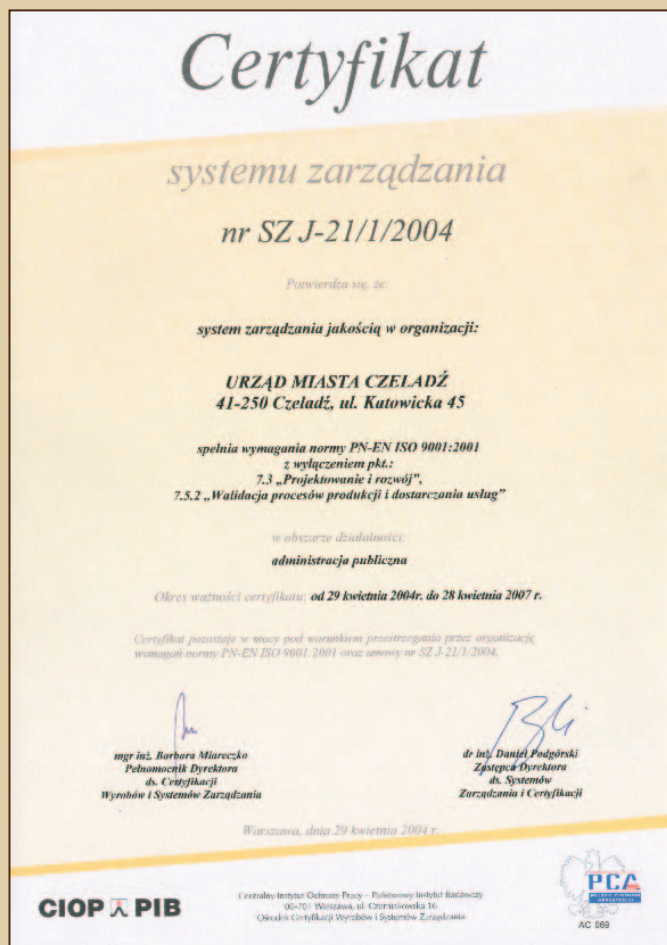 Certyfikat
systemu zarządzania
nr SZ J-21/1/2004
Potwierdza się, że:
system zarządzania jakością w organizacji:
URZĄD MIASTA CZELADŹ
41-250 Czeladź, ul. Katowicka 45
spełnia wymagania normy PN-EN ISO 9001:2001
z wyłączeniem pkt.:
7.3 „Projektowanie i rozwój”,
7.5.2 „Walidacja procesów produkcji i dostarczania usług”
w obszarze działalności:
administracja publiczna
Okres ważności certyfikatu: od 29 kwietnia 2004r. do 28 kwietnia 2007 r.
Certyfikat pozostaje w mocy pod warunkiem przestrzegania przez organizację
wymagań normy PN-EN ISO 9001:2001 oraz umowy nr SZ J-21/1/2004.
mgr inż. Barbara Miareczko
Pełnomocnik Dyrektora
ds. Certyfikacji
Wyrobów i Systemów Zarządzania
dr inż. Daniel Podgórski
Zastępca Dyrektora
ds. Systemów
Zarządzania i Certyfikacji
Warszawa, dnia 29 kwietnia 2004 r.
CIOP PIB
Centralny Instytut Ochrony Pracy – Państwowy Instytut Badawczy
00-701 Warszawa, ul. Czerniakowska 16
Ośrodek Certyfikacji Wyrobów i Systemów Zarządzania
PCA
POLSKIE CENTRUM
AKREDYTACJI
AC 069